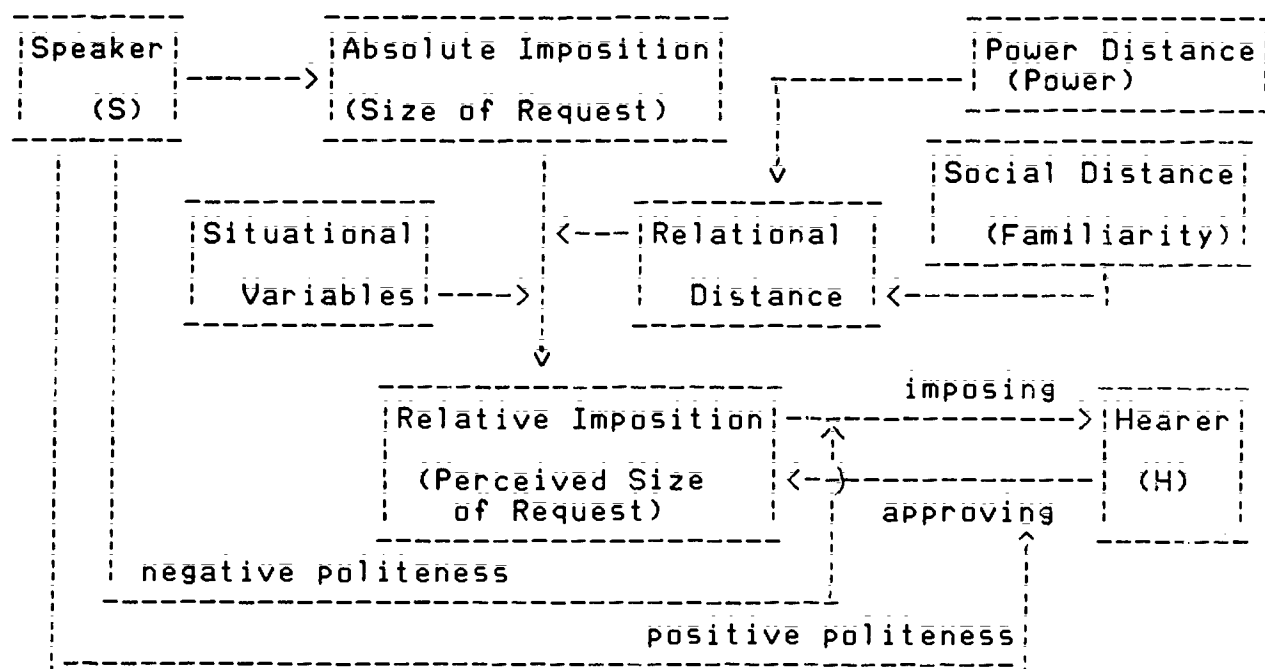 Speaker
(S)
Absolute Imposition
(Size of Request)
Power Distance
(Power)
Social Distance
(Familiarity)
Situational
Variables
Relational
Distance
Relative Imposition
(Perceived Size
of Request)
imposing
approving
Hearer
(H)
negative politeness
positive politeness